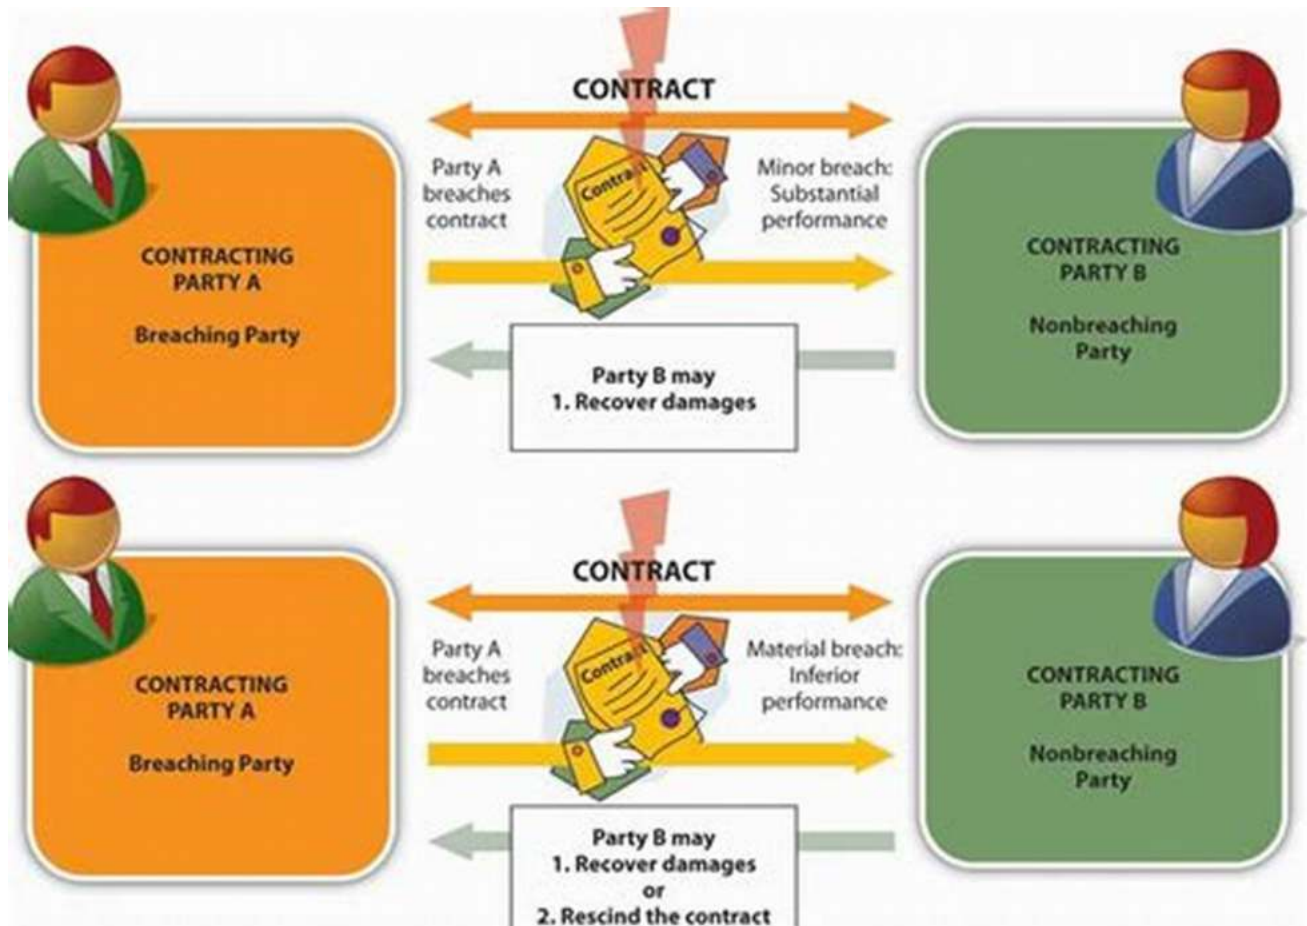 CONTRACT
Party A
breaches
contract
Contract
Minor breach:
Substantial
performance
CONTRACTING
PARTY A
Breaching Party
CONTRACTING
PARTY B
Nonbreaching
Party
Party B may
1. Recover damages
CONTRACT
Party A
breaches
contract
Contract
Material breach:
Inferior
performance
CONTRACTING
PARTY A
Breaching Party
CONTRACTING
PARTY B
Nonbreaching
Party
Party B may
1. Recover damages
or
2. Rescind the contract